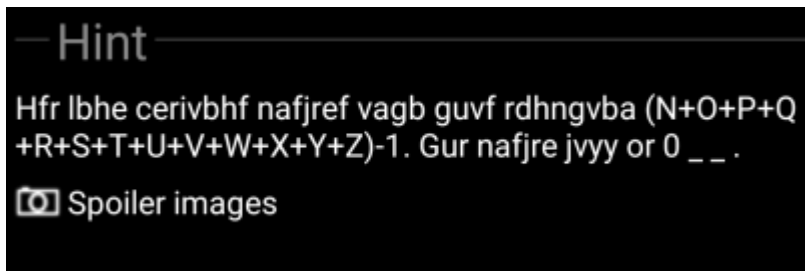 Hint
Hfr lbhe cerivbhf nafjref vagb guvf rdhngvba (N+O+P+Q
+R+S+T+U+V+W+X+Y+Z)-1. Gur nafjre jvyy or 0 _ _ .
Spoiler images